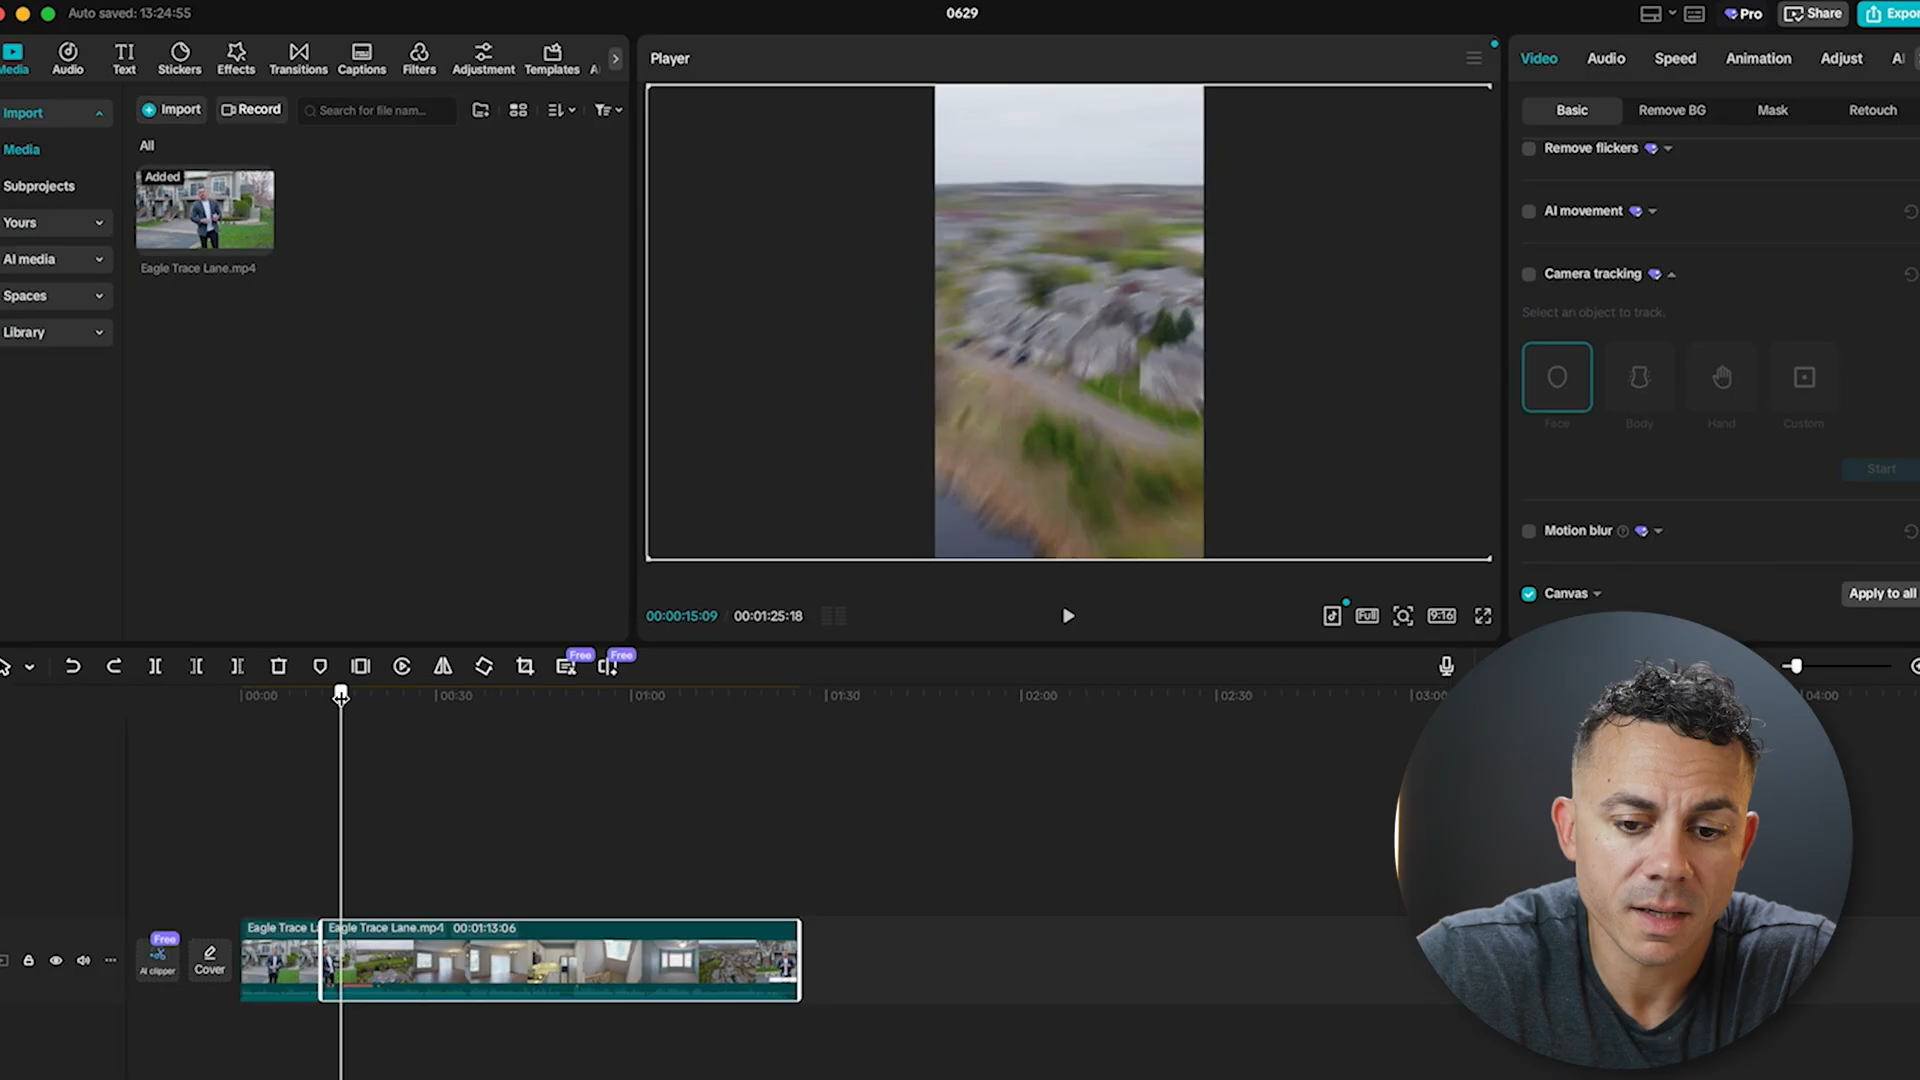 Auto saved: 13:24:55
0629
Pro
Share
Media
Audio
Text
Stickers
Effects
Transitions
Captions
Filters
Adjustment
Templates
Player
Video
Audio
Speed
Animation
Adjust
Import
Import
Record
Search for file name...
Basic
Remove BG
Mask
Retouch
Media
All
Remove flickers
Subprojects
Added
Yours
AI movement
AI media
Eagle Trace Lane.mp4
Camera tracking
Spaces
Select an object to track.
Library
Face
Body
Hand
Custom
Start
Motion blur
Canvas
Apply to all
00:00:15:09
00:01:25:18
Full
9:16
Free
Free
00:00
00:30
01:00
01:30
02:00
02:30
03:00
04:00
Eagle Trace L
Eagle Trace Lane.mp4 00:01:13:06
Free
AI clipper
Cover